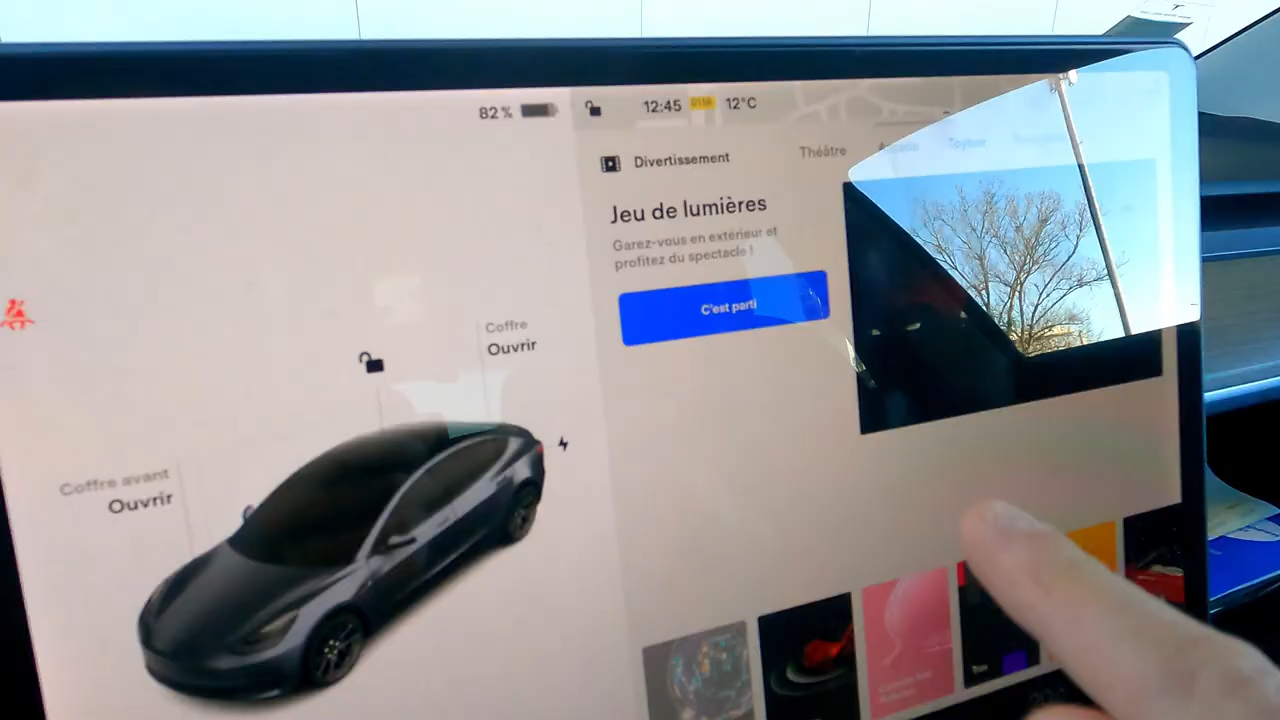 82 %
12:45
12°C
Divertissement
Théâtre
Jeu de lumières
Garez-vous en extérieur et
profitez du spectacle !
C'est parti
Coffre
Ouvrir
Coffre avant
Ouvrir